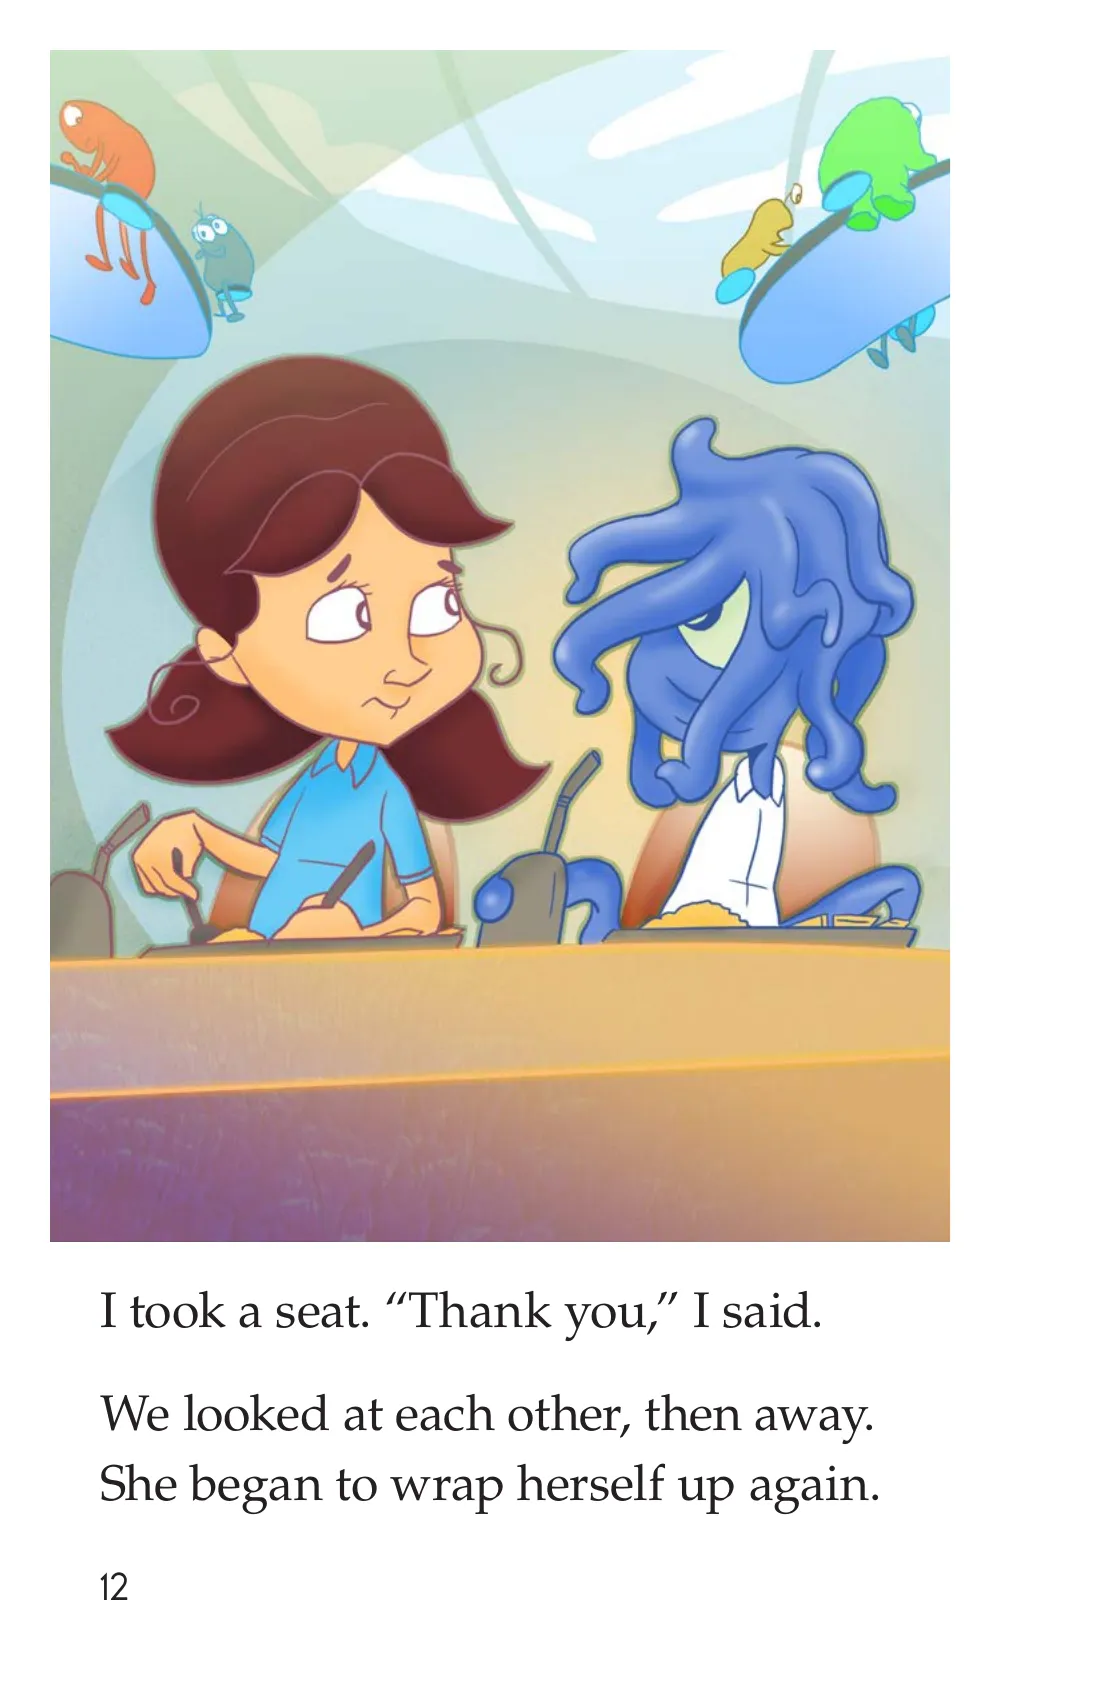 I took a seat. “Thank you,” I said.
We looked at each other, then away.
She began to wrap herself up again.
12